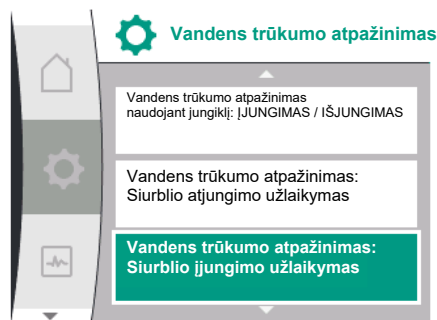 Vandens trūkumo atpažinimas
Vandens trūkumo atpažinimas
naudojant jungiklį: ĮJUNGIMAS / IŠJUNGIMAS
Vandens trūkumo atpažinimas:
Siurblio atjungimo užlaikymas
Vandens trūkumo atpažinimas:
Siurblio įjungimo užlaikymas